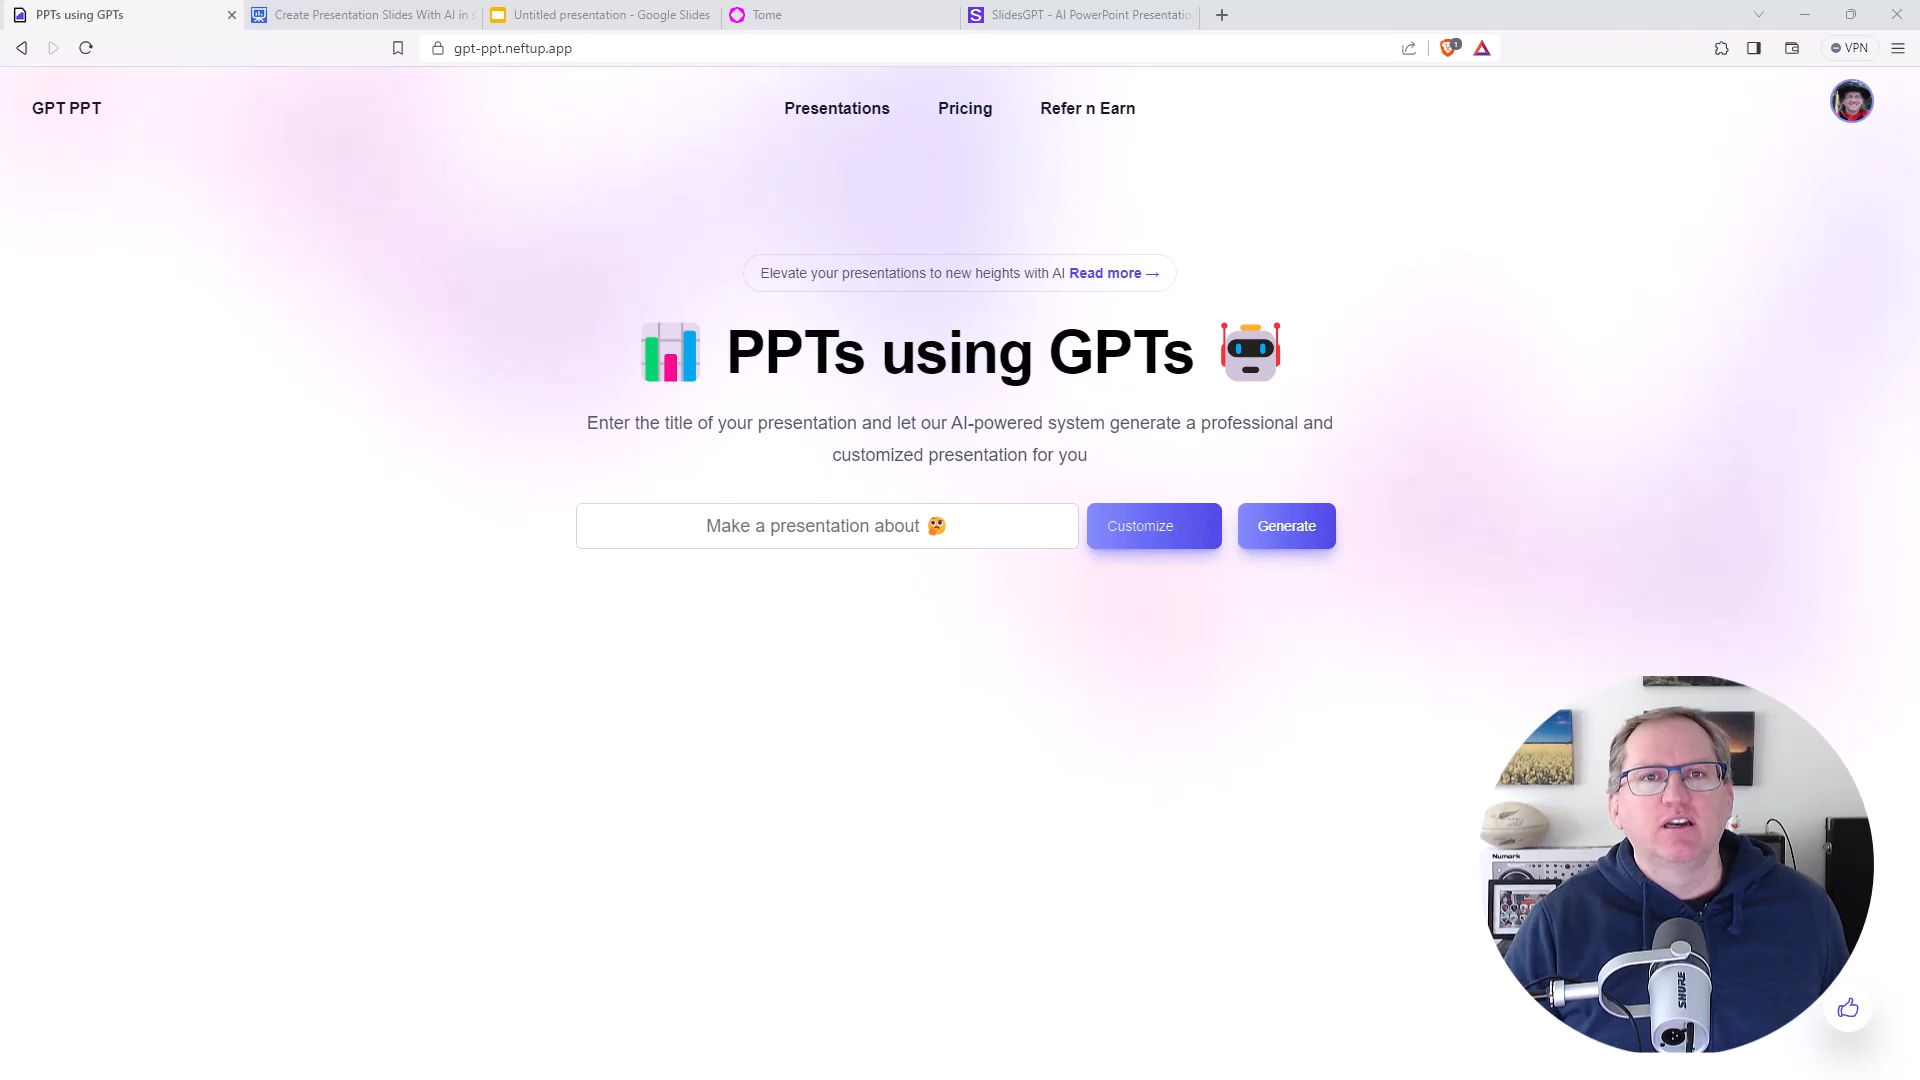 PPTs using GPTs
Create Presentation Slides With AI in s
Untitled presentation - Google Slides
Tome
SlidesGPT - AI PowerPoint Presentatio
gpt-ppt.neftup.app
1
VPN
GPT PPT
Presentations
Pricing
Refer n Earn
Elevate your presentations to new heights with AI Read more →
PPTs using GPTs
Enter the title of your presentation and let our AI-powered system generate a professional and
customized presentation for you
Make a presentation about 🤔
Customize
Generate
Numark
SHURE